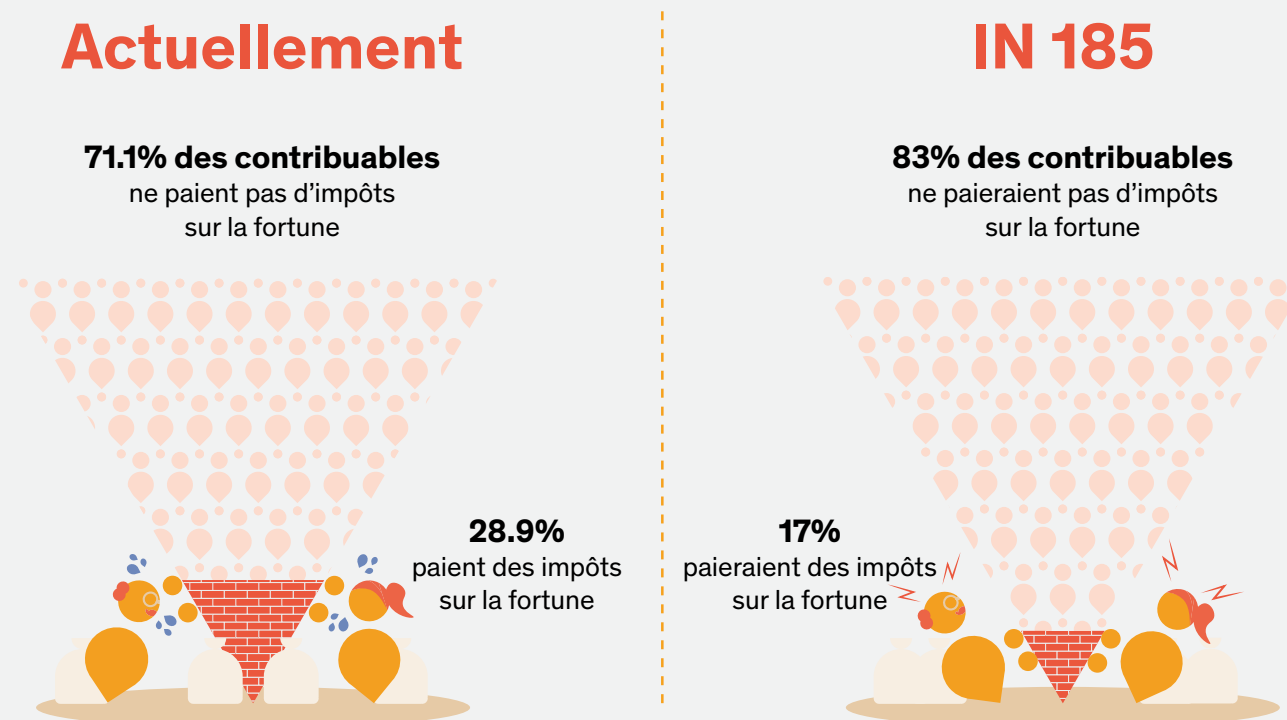 Actuellement
71.1% des contribuables
ne paient pas d'impôts
sur la fortune
28.9%
paient des impôts
sur la fortune
IN 185
83% des contribuables
ne paieraient pas d'impôts
sur la fortune
17%
paieraient des impôts
sur la fortune